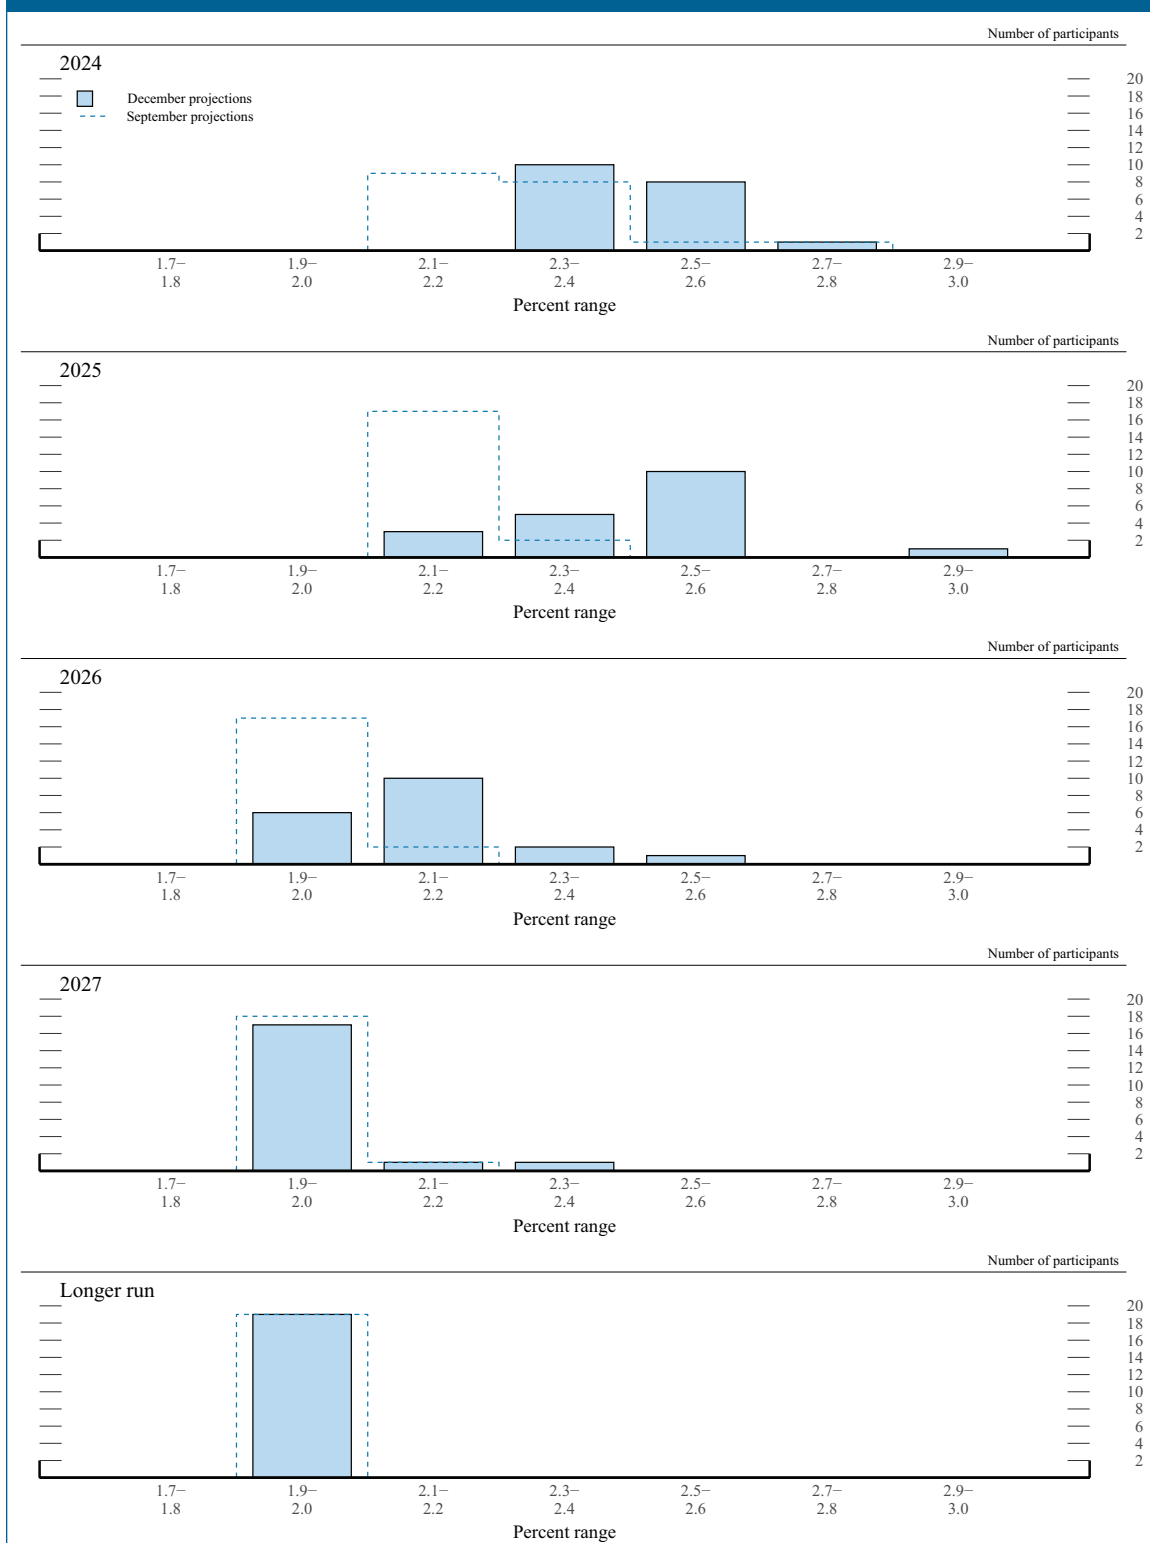 Number of participants
2024
December projections
September projections
20
18
16
14
12
10
8
6
4
2
1.7− 1.9− 2.1− 2.3− 2.5− 2.7− 2.9−
1.8 2.0 2.2 2.4 2.6 2.8 3.0
Percent range
Number of participants
2025
20
18
16
14
12
10
8
6
4
2
1.7− 1.9− 2.1− 2.3− 2.5− 2.7− 2.9−
1.8 2.0 2.2 2.4 2.6 2.8 3.0
Percent range
Number of participants
2026
20
18
16
14
12
10
8
6
4
2
1.7− 1.9− 2.1− 2.3− 2.5− 2.7− 2.9−
1.8 2.0 2.2 2.4 2.6 2.8 3.0
Percent range
Number of participants
2027
20
18
16
14
12
10
8
6
4
2
1.7− 1.9− 2.1− 2.3− 2.5− 2.7− 2.9−
1.8 2.0 2.2 2.4 2.6 2.8 3.0
Percent range
Number of participants
Longer run
20
18
16
14
12
10
8
6
4
2
1.7− 1.9− 2.1− 2.3− 2.5− 2.7− 2.9−
1.8 2.0 2.2 2.4 2.6 2.8 3.0
Percent range